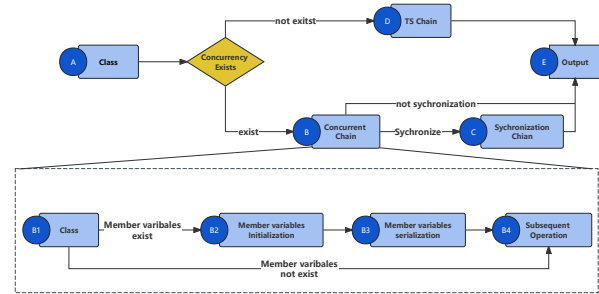 not exitst
D
TS Chain
A
Class
Concurrency
Exists
E
Output
not sychronization
exist
B
Concurrent
Chain
Sychronize
C
Sychronization
Chian
B1
Class
Member varibales
exist
B2
Member variables
Initialization
B3
Member variables
serialization
B4
Subsequent
Operation
Member varibales
not exist